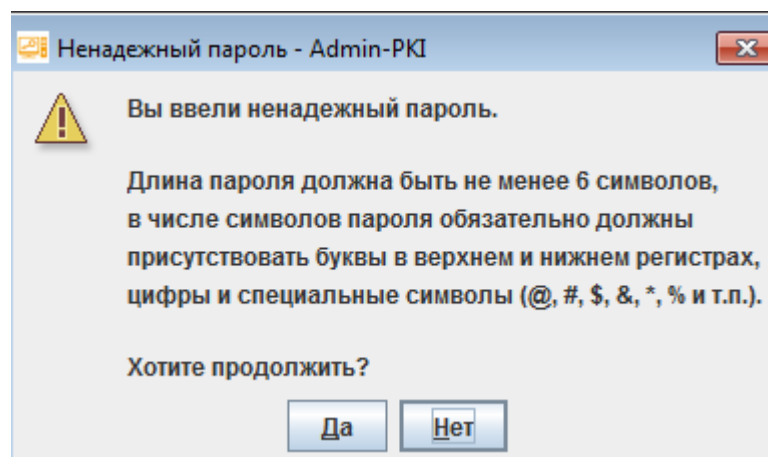 Ненадежный пароль - Admin-PKI
Вы ввели ненадежный пароль.
Длина пароля должна быть не менее 6 символов,
в числе символов пароля обязательно должны
присутствовать буквы в верхнем и нижнем регистрах,
цифры и специальные символы (@, #, $, &, *, % и т.п.).
Хотите продолжить?
Да
Нет